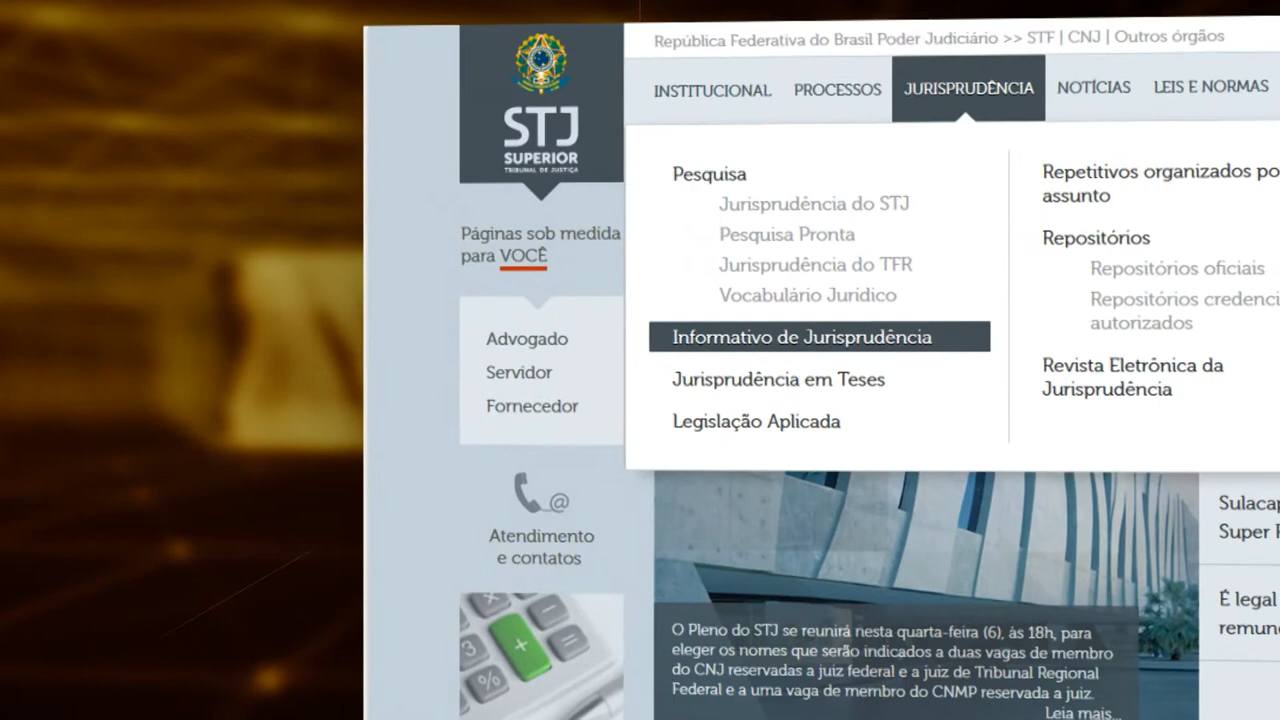 República Federativa do Brasil Poder Judiciário >> STF | CNJ | Outros órgãos
INSTITUCIONAL PROCESSOS JURISPRUDÊNCIA NOTÍCIAS LEIS E NORMAS
STJ
SUPERIOR
TRIBUNAL DE JUSTIÇA
Páginas sob medida
para VOCÊ
Advogado
Servidor
Fornecedor
Atendimento
e contatos
Pesquisa
Jurisprudência do STJ
Pesquisa Pronta
Jurisprudência do TFR
Vocabulário Jurídico
Informativo de Jurisprudência
Jurisprudência em Teses
Legislação Aplicada
Repetitivos organizados po
assunto
Repositórios
Repositórios oficiais
Repositórios credenci
autorizados
Revista Eletrônica da
Jurisprudência
O Pleno do STJ se reunirá nesta quarta-feira (6), às 18h, para
eleger os nomes que serão indicados a duas vagas de membro
do CNJ reservadas a juiz federal e a juiz de Tribunal Regional
Federal e a uma vaga de membro do CNMP reservada a juiz.
Leia mais...
Sulacap
Super
É legal
remun